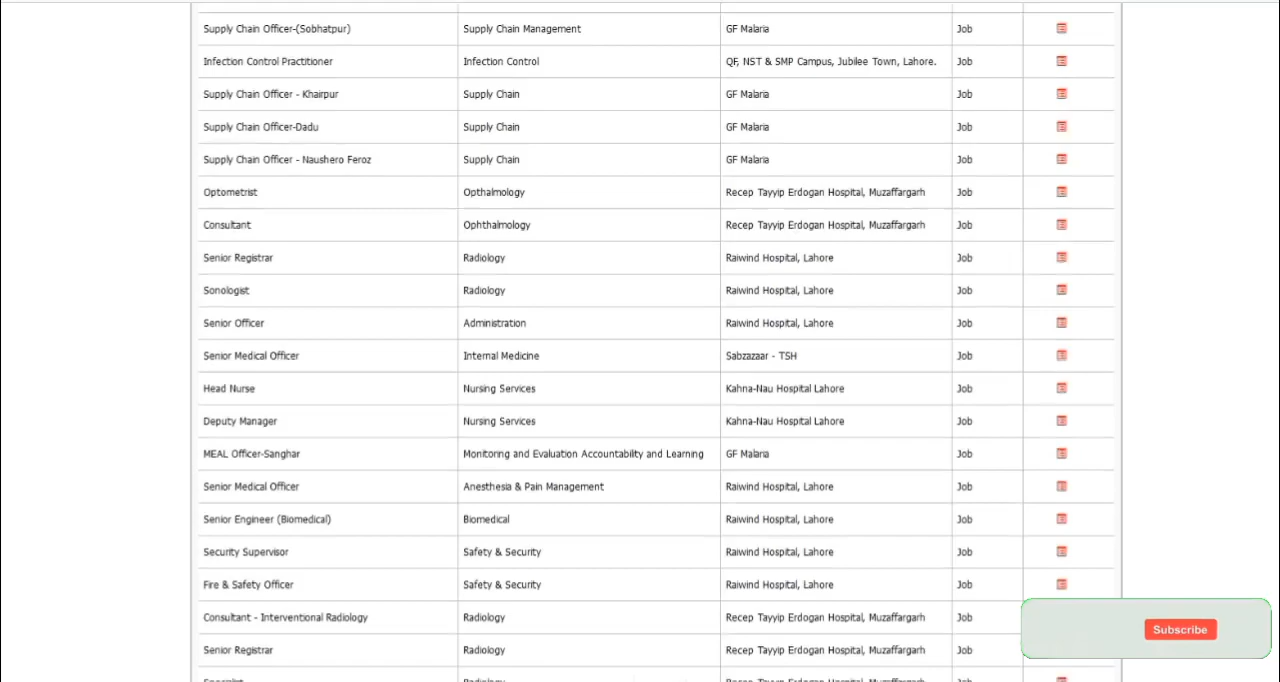 Supply Chain Officer-(Sobhatpur) Supply Chain Management GF Malaria Job
Infection Control Practitioner Infection Control QF, NST & SMP Campus, Jubilee Town, Lahore. Job
Supply Chain Officer - Khairpur Supply Chain GF Malaria Job
Supply Chain Officer-Dadu Supply Chain GF Malaria Job
Supply Chain Officer - Naushero Feroz Supply Chain GF Malaria Job
Optometrist Opthalmology Recep Tayyip Erdogan Hospital, Muzaffargarh Job
Consultant Ophthalmology Recep Tayyip Erdogan Hospital, Muzaffargarh Job
Senior Registrar Radiology Raiwind Hospital, Lahore Job
Sonologist Radiology Raiwind Hospital, Lahore Job
Senior Officer Administration Raiwind Hospital, Lahore Job
Senior Medical Officer Internal Medicine Sabzazaar - TSH Job
Head Nurse Nursing Services Kahna-Nau Hospital Lahore Job
Deputy Manager Nursing Services Kahna-Nau Hospital Lahore Job
MEAL Officer-Sanghar Monitoring and Evaluation Accountability and Learning GF Malaria Job
Senior Medical Officer Anesthesia & Pain Management Raiwind Hospital, Lahore Job
Senior Engineer (Biomedical) Biomedical Raiwind Hospital, Lahore Job
Security Supervisor Safety & Security Raiwind Hospital, Lahore Job
Fire & Safety Officer Safety & Security Raiwind Hospital, Lahore Job
Consultant - Interventional Radiology Radiology Recep Tayyip Erdogan Hospital, Muzaffargarh Job
Subscribe
Senior Registrar Radiology Recep Tayyip Erdogan Hospital, Muzaffargarh Job